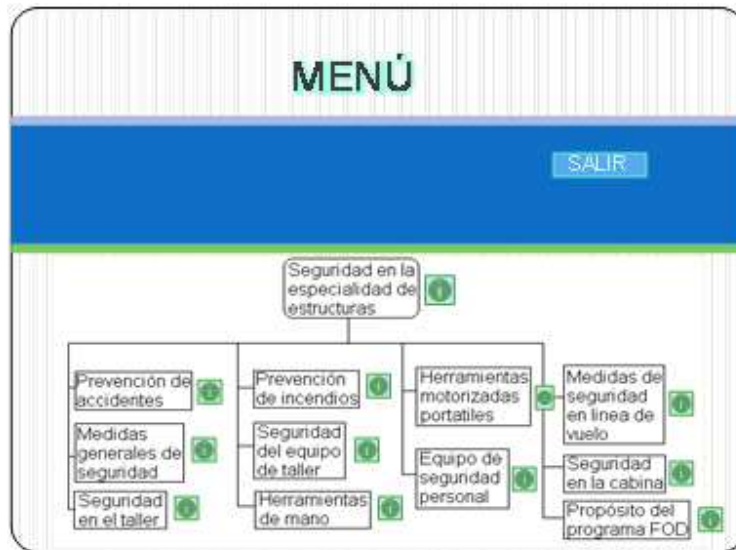 MENÚ
SALIR
Seguridad en la
especialidad de
estructuras
Prevención de
accidentes
Medidas
generales de
seguridad
Seguridad
en el taller
Prevención
de incendios
Seguridad
del equipo
de taller
Herramientas
de mano
Herramientas
motorizadas
portatiles
Equipo de
seguridad
personal
Medidas de
seguridad
en linea de
vuelo
Seguridad
en la cabina
Propósito del
programa FOD